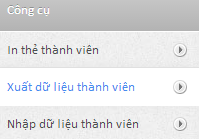 Công cụ
In thẻ thành viên
Xuất dữ liệu thành viên
Nhập dữ liệu thành viên